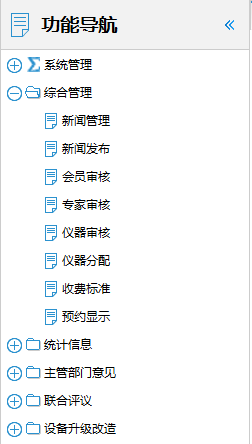 功能导航
系统管理
综合管理
新闻管理
新闻发布
会员审核
专家审核
仪器审核
仪器分配
收费标准
预约显示
统计信息
主管部门意见
联合评议
设备升级改造